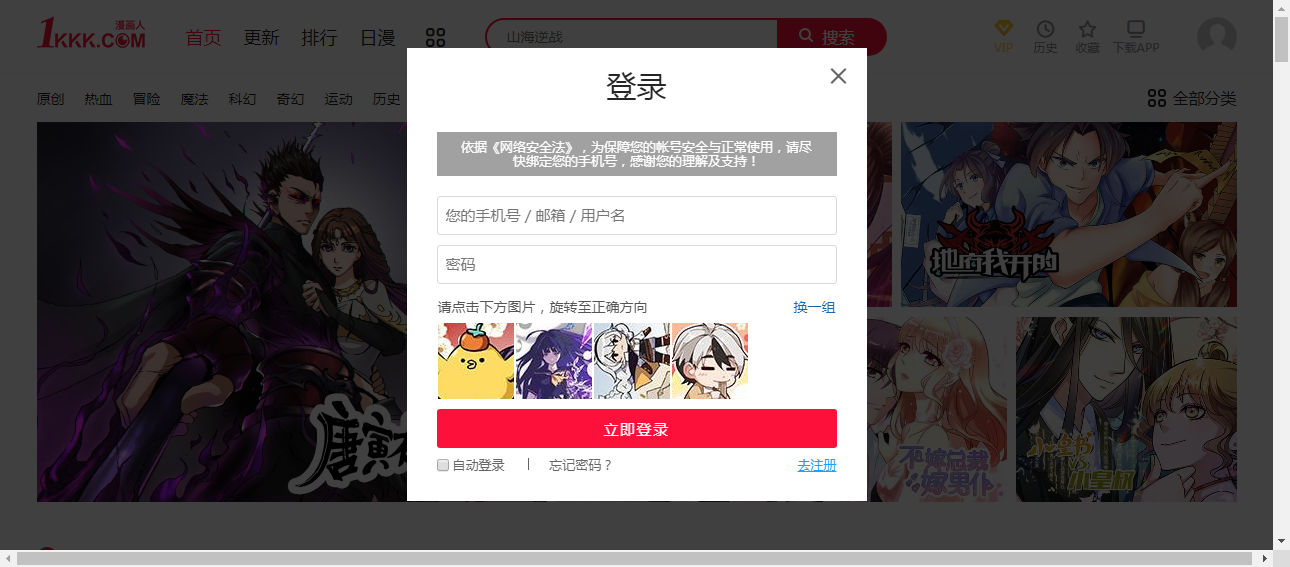 漫画人
1KKK.COM
首页 更新 排行 日漫
山海逆战
搜索
VIP 历史 收藏 下载APP
原创 热血 冒险 魔法 科幻 奇幻 运动 历史
全部分类
登录
依据《网络安全法》，为保障您的帐号安全与正常使用，请尽
快绑定您的手机号，感谢您的理解及支持！
您的手机号 / 邮箱 / 用户名
密码
请点击下方图片，旋转至正确方向 换一组
立即登录
自动登录 | 忘记密码？ 去注册
地府我开的
唐寅
不嫁总裁
嫁男仆